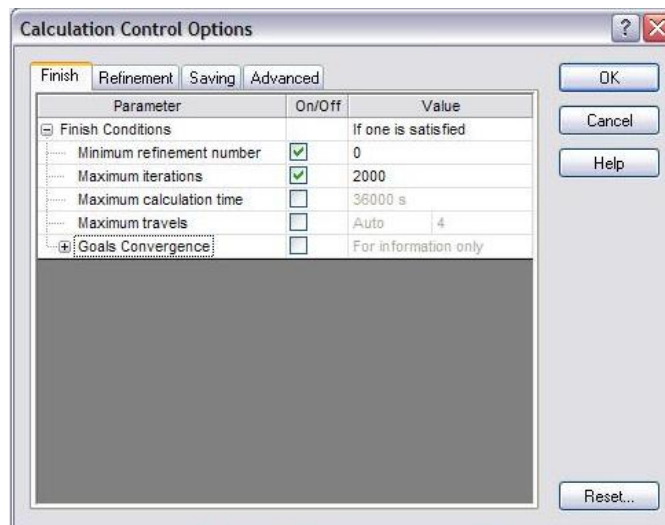 Calculation Control Options
Finish Refinement Saving Advanced
Parameter On/Off Value
Finish Conditions If one is satisfied
Minimum refinement number 0
Maximum iterations 2000
Maximum calculation time 36000 s
Maximum travels Auto 4
Goals Convergence For information only
OK
Cancel
Help
Reset...